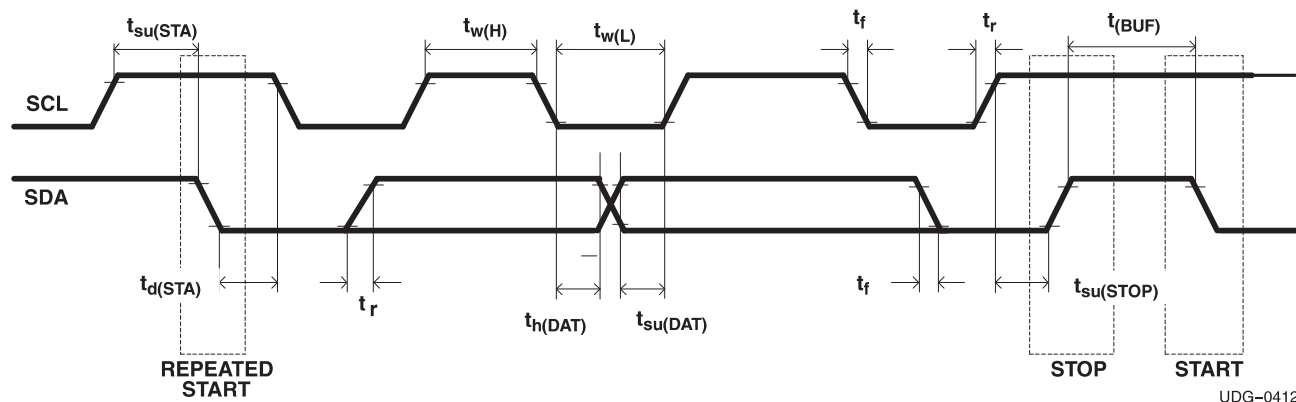 tsu(STA)
tw(H)
tw(L)
tf
tr
t(BUF)
SCL
SDA
td(STA)
tr
th(DAT)
tsu(DAT)
tf
tsu(STOP)
REPEATED
START
STOP
START
UDG–0412